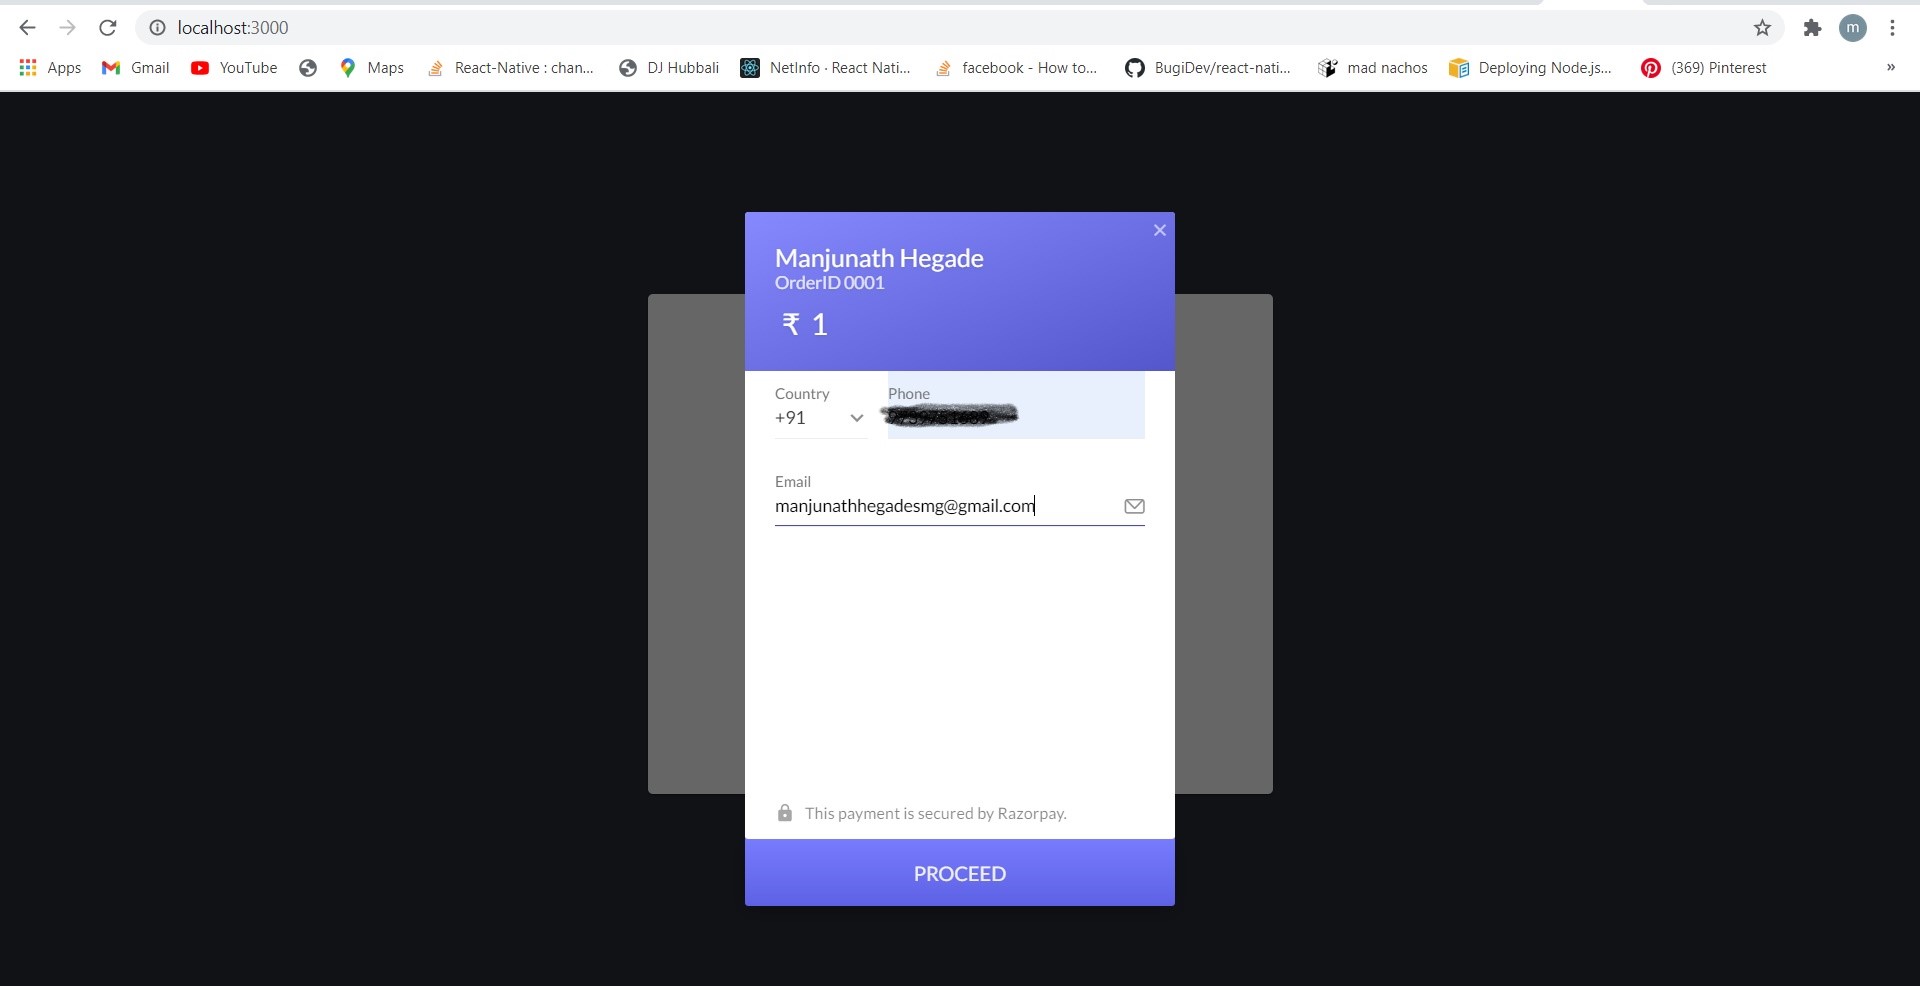 localhost:3000
Apps Gmail YouTube Maps React-Native : chan... DJ Hubbali NetInfo · React Nati... facebook - How to... BugiDev/react-nati... mad nachos Deploying Node.js... (369) Pinterest »
m
Manjunath Hegade
OrderID 0001
₹ 1
Country Phone
+91
Email
manjunathhegadesmg@gmail.com
This payment is secured by Razorpay.
PROCEED